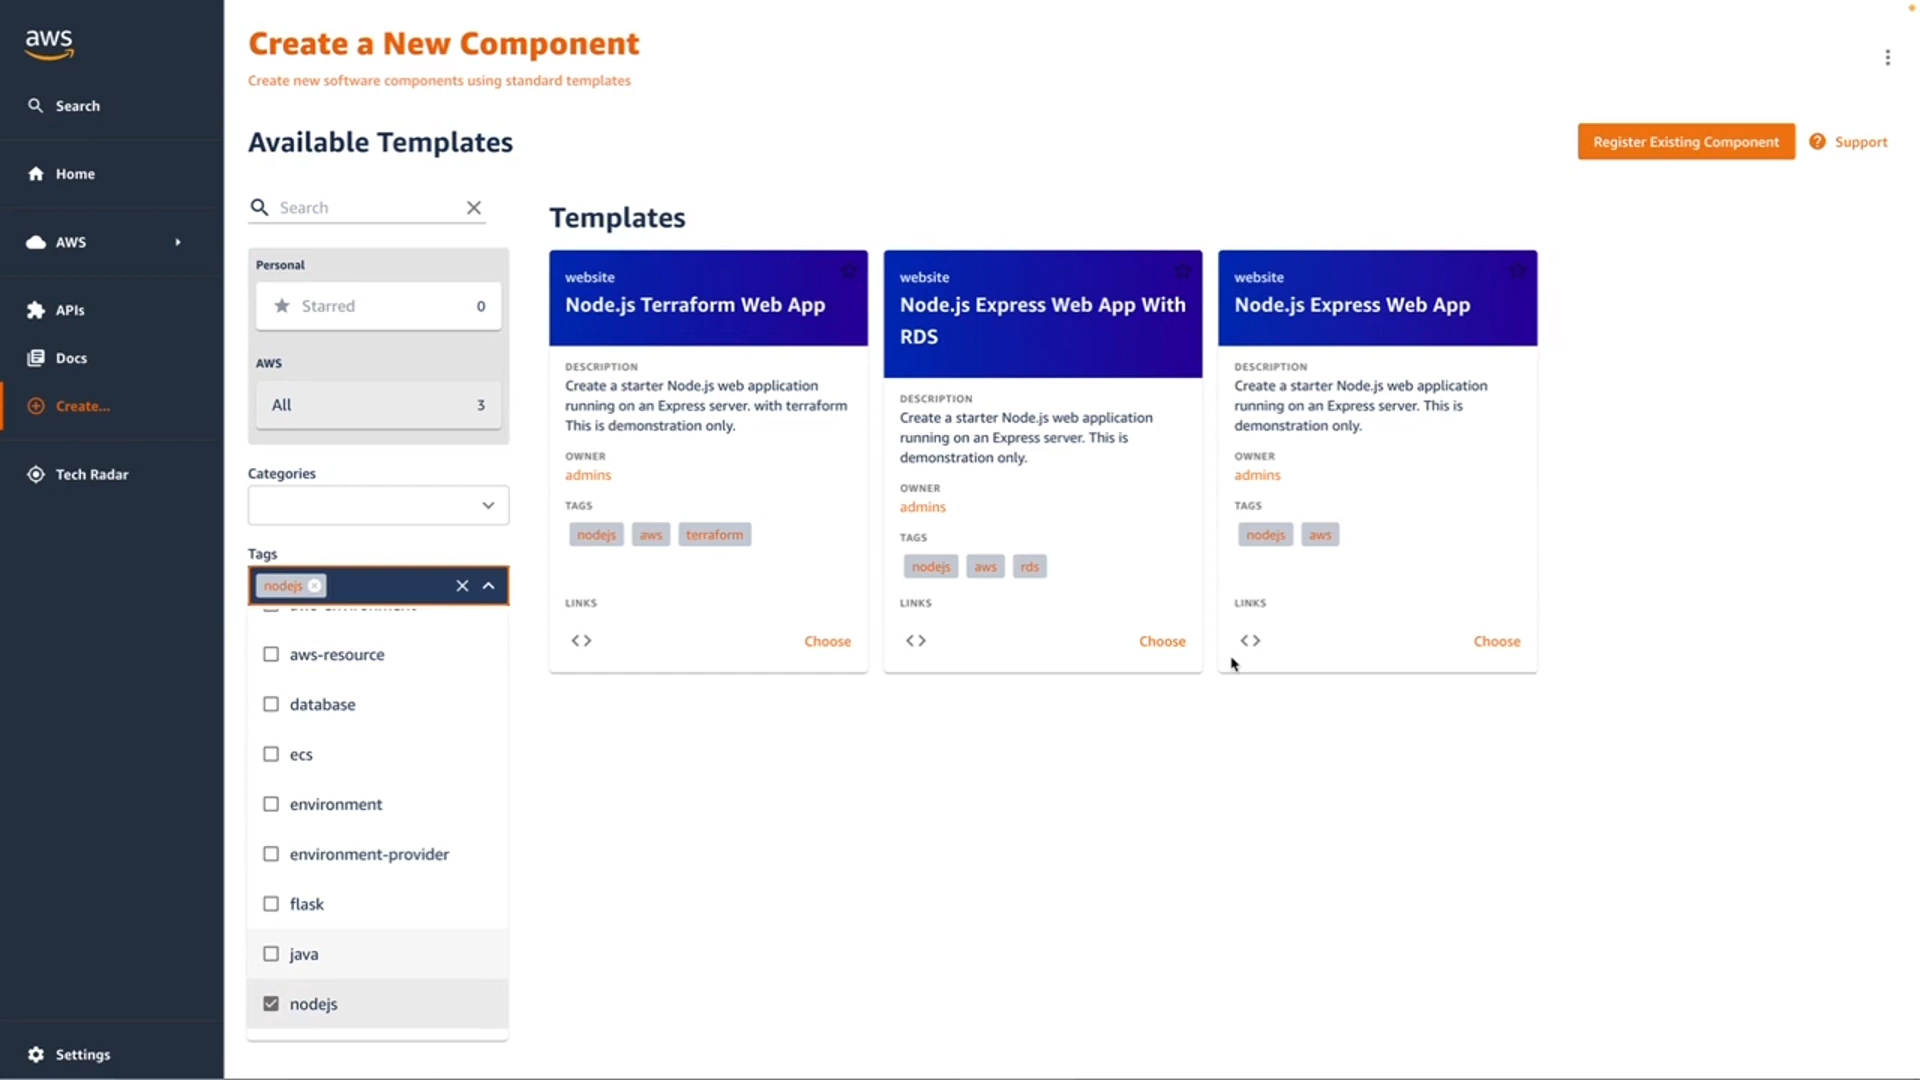 aws
Search
Home
AWS
APIs
Docs
Create...
Tech Radar
Settings
Create a New Component
Create new software components using standard templates
Available Templates
Register Existing Component
Support
Search
Personal
Starred 0
AWS
All 3
Categories
Tags
nodejs
aws-environment
aws-resource
database
ecs
environment
environment-provider
flask
java
nodejs
Templates
website
Node.js Terraform Web App
DESCRIPTION
Create a starter Node.js web application
running on an Express server. with terraform
This is demonstration only.
OWNER
admins
TAGS
nodejs aws terraform
LINKS
Choose
website
Node.js Express Web App With
RDS
DESCRIPTION
Create a starter Node.js web application
running on an Express server. This is
demonstration only.
OWNER
admins
TAGS
nodejs aws rds
LINKS
Choose
website
Node.js Express Web App
DESCRIPTION
Create a starter Node.js web application
running on an Express server. This is
demonstration only.
OWNER
admins
TAGS
nodejs aws
LINKS
Choose